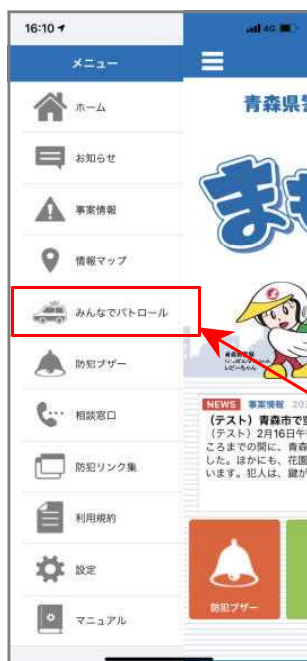 16:10
4G
メニュー
ホーム
お知らせ
事案情報
情報マップ
みんなでパトロール
防犯ブザー
相談窓口
防犯リンク集
利用規約
設定
マニュアル
青森県
まも
NEWS 事案情報 20
(テスト) 青森市で空
(テスト) 2月16日午
ころまでの間に、青森
した。ほかにも、花園
います。犯人は、鍵が
防犯ブザー